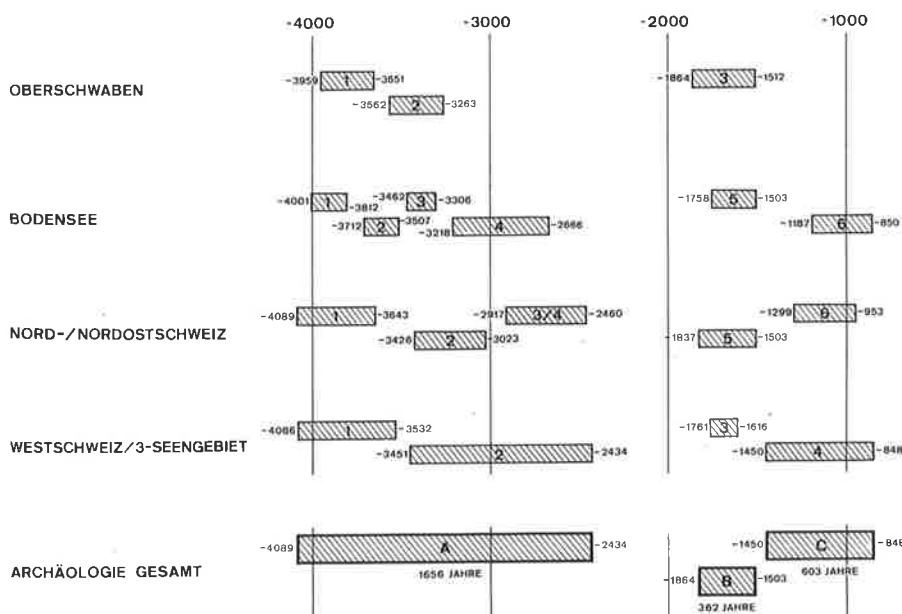 -4000 -3000 -2000 -1000
OBERSCHWABEN
-3959 1 -3651 -1864 3 -1512
-3562 2 -3263
BODENSEE
-4001 1 -3812 -3462 3 -3306 -1758 5 -1503
-3712 2 -3507 -3218 4 -2666 -1187 6 -850
NORD-/NORDOSTSCHWEIZ
-4089 1 -3643 -2917 3/4 -2460 -1299 6 -953
-3426 2 -3023 -1837 5 -1503
WESTSCHWEIZ/3-SEENGEBIET
-4086 1 -3532 -1761 3 -1616
-3451 2 -2434 -1450 4 -848
ARCHÄOLOGIE GESAMT
-4089 A -2434 -1450 C -848
1656 JAHRE 603 JAHRE
-1864 B -1503
362 JAHRE